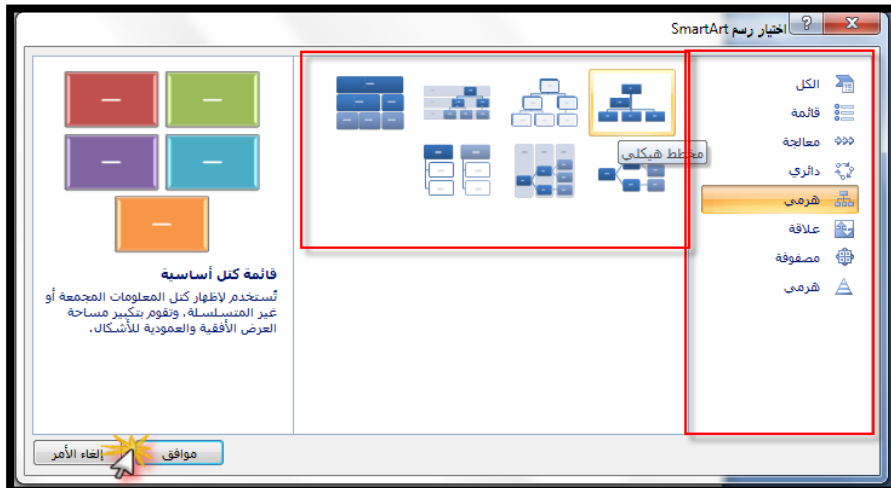 اختيار رسم SmartArt
الكل
قائمة
معالجة
دائري
هرمي
علاقة
مصفوفة
هرمي
مخطط هيكلي
قائمة كتل أساسية
تُستخدم لإظهار كتل المعلومات المجمعة أو
غير المتسلسلة. وتقوم بتكبير مساحة
العرض الأفقية والعمودية للأشكال.
موافق
إلغاء الأمر